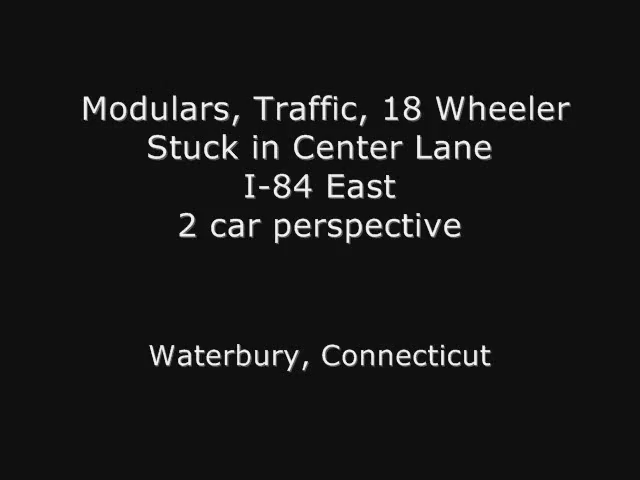 Modulars, Traffic, 18 Wheeler
Stuck in Center Lane
I-84 East
2 car perspective
Waterbury, Connecticut